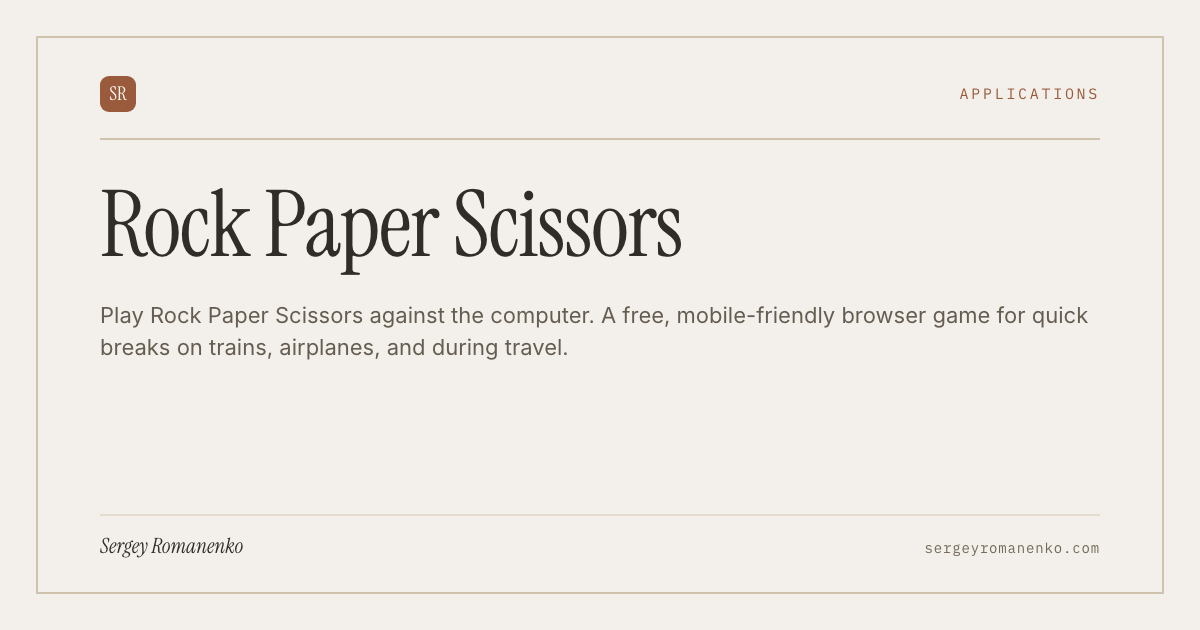 SR
APPLICATIONS
Rock Paper Scissors
Play Rock Paper Scissors against the computer. A free, mobile-friendly browser game for quick
breaks on trains, airplanes, and during travel.
Sergey Romanenko
sergeyromanenko.com